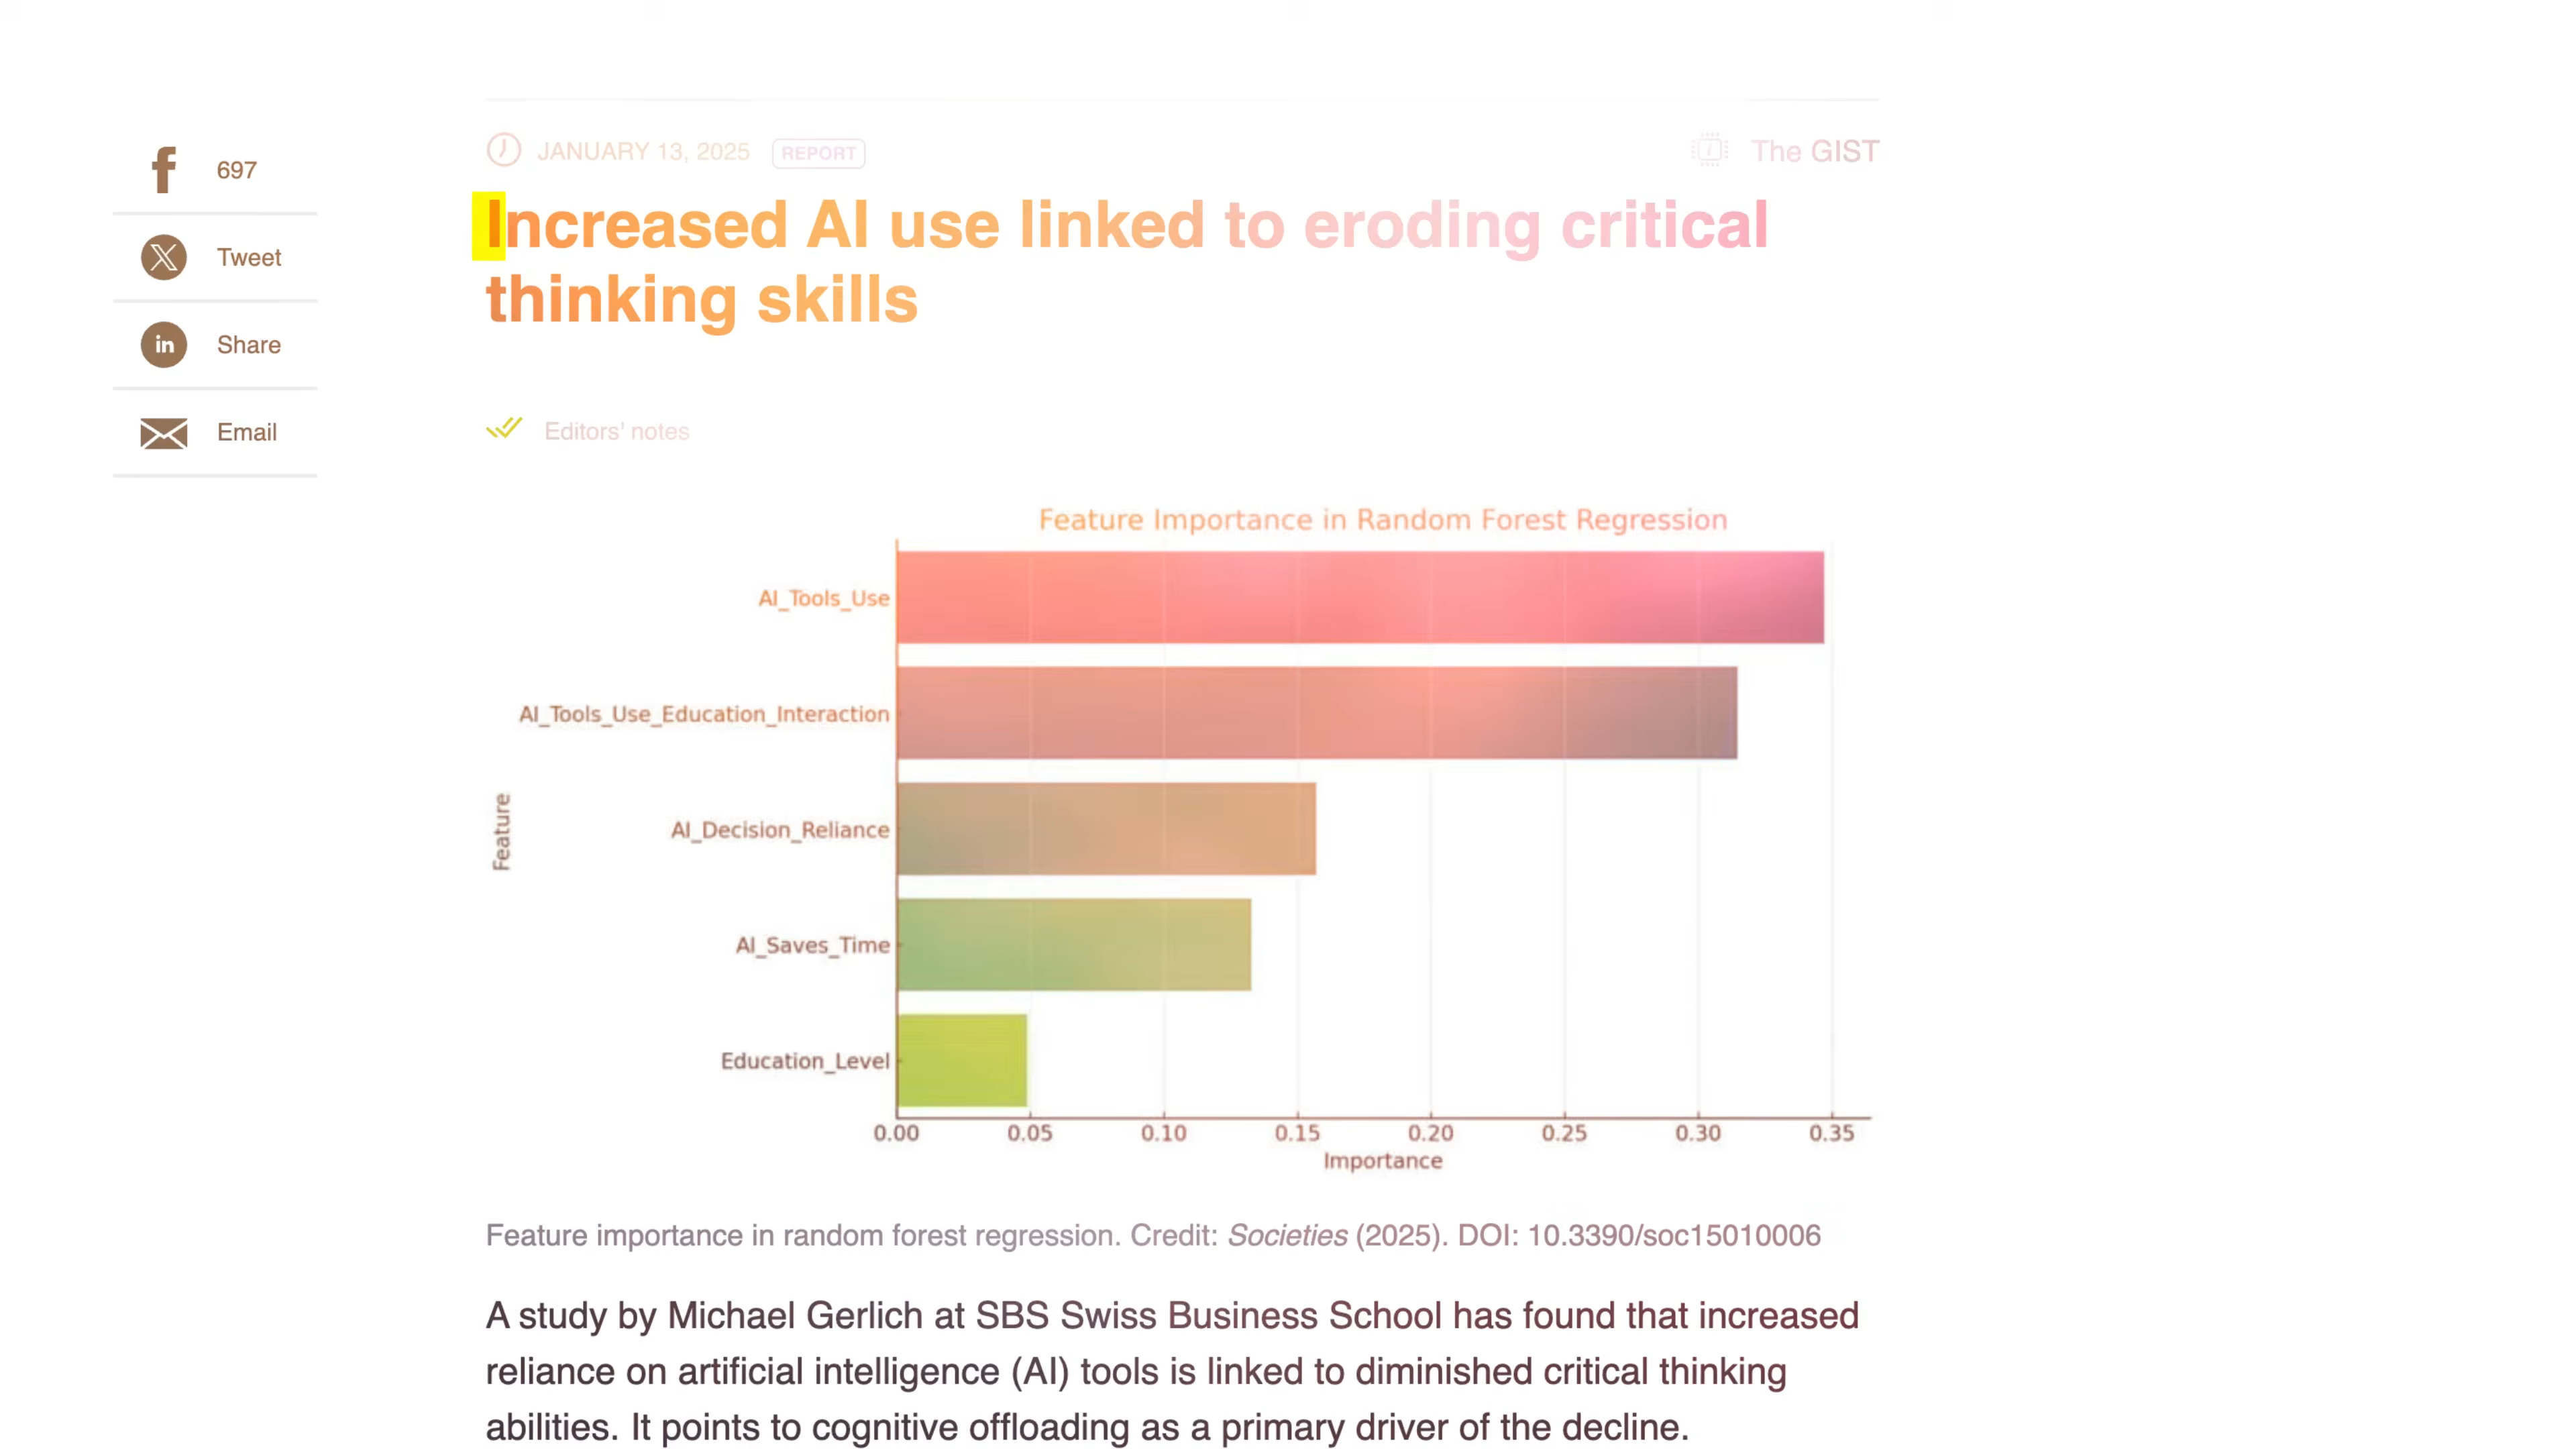 697
Tweet
Share
Email
JANUARY 13, 2025 REPORT
The GIST
Increased AI use linked to eroding critical
thinking skills
Editors' notes
Feature Importance in Random Forest Regression
AI_Tools_Use
AI_Tools_Use_Education_Interaction
AI_Decision_Reliance
AI_Saves_Time
Education_Level
Feature
0.00 0.05 0.10 0.15 0.20 0.25 0.30 0.35
Importance
Feature importance in random forest regression. Credit: Societies (2025). DOI: 10.3390/soc15010006
A study by Michael Gerlich at SBS Swiss Business School has found that increased
reliance on artificial intelligence (AI) tools is linked to diminished critical thinking
abilities. It points to cognitive offloading as a primary driver of the decline.